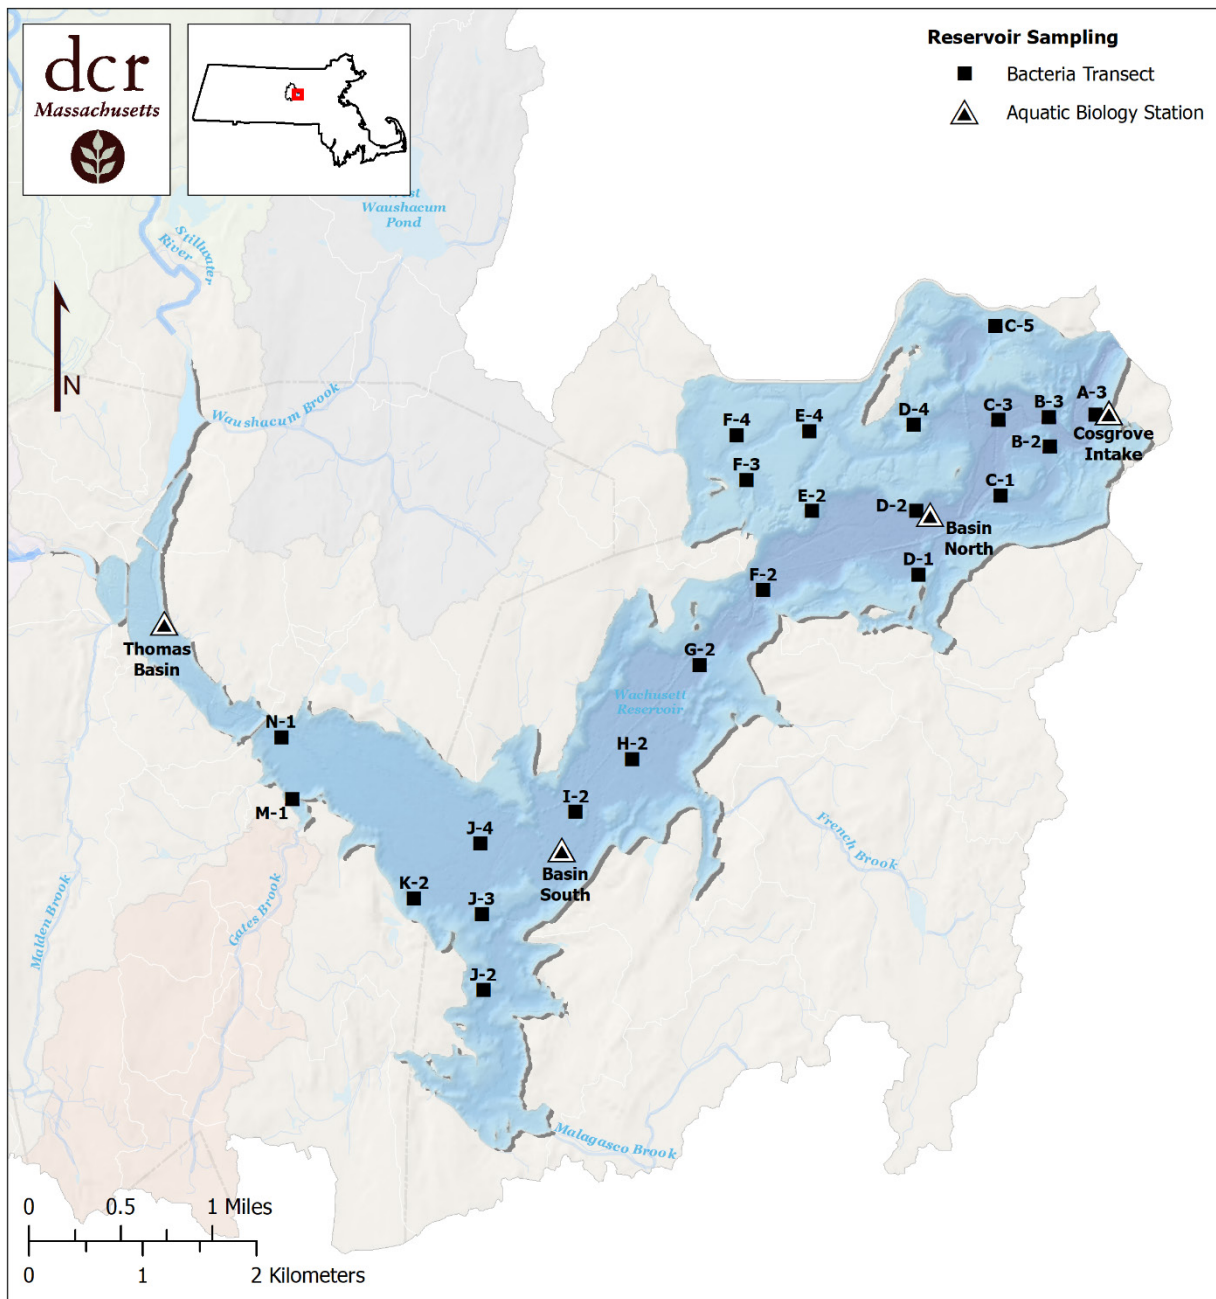 dcr
Massachusetts
Reservoir Sampling
Bacteria Transect
Aquatic Biology Station
West
Waushacum
Pond
Stillwater
River
N
Waushacum Brook
C-5
A-3
B-3
C-3
D-4
E-4
F-4
Cosgrove
Intake
B-2
F-3
C-1
E-2
D-2
Basin
North
D-1
F-2
Thomas
Basin
G-2
Wachusett
Reservoir
N-1
H-2
M-1
I-2
J-4
French Brook
Basin
South
K-2
J-3
Malden Brook
Gates Brook
J-2
Malagasco Brook
0 0.5 1 Miles
0 1 2 Kilometers